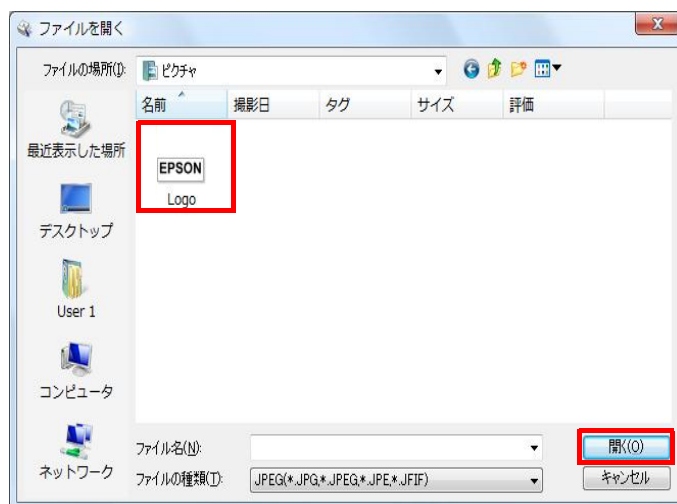 ファイルを開く
ファイルの場所(I):
ピクチャ
名前 撮影日 タグ サイズ 評価
EPSON
Logo
最近表示した場所
デスクトップ
User 1
コンピュータ
ネットワーク
ファイル名(N):
開く(O)
ファイルの種類(T):
JPEG(*.JPG,*.JPEG,*.JPE,*.JFIF)
キャンセル